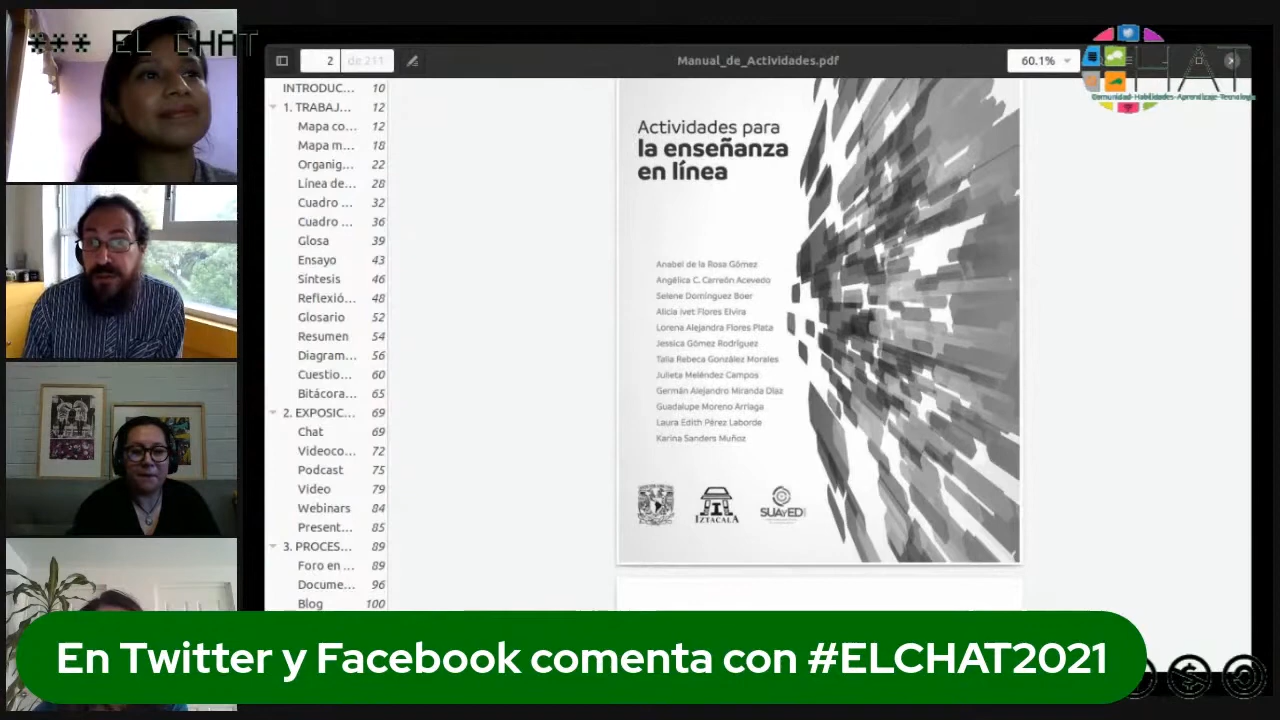 *** EL CHAT
2 de 211
Manual_de_Actividades.pdf
60.1%
CHAT
Comunidad-Habilidades-Aprendizaje-Tecnología
INTRODUC... 10
1. TRABAJ... 12
Mapa co... 12
Mapa m... 18
Organig... 22
Línea de... 28
Cuadro ... 32
Cuadro ... 36
Glosa 39
Ensayo 43
Síntesis 46
Reflexió... 48
Glosario 52
Resumen 54
Diagram... 56
Cuestio... 60
Bitácora... 65
2. EXPOSIC... 69
Chat 69
Videoco... 72
Podcast 75
Video 79
Webinars 84
Present... 85
3. PROCES... 89
Foro en ... 89
Docume... 96
Blog 100
Actividades para
la enseñanza
en línea
Anabel de la Rosa Gómez
Angélica C. Carreón Acevedo
Selene Domínguez Boer
Alicia Ivet Flores Elvira
Lorena Alejandra Flores Plata
Jessica Gómez Rodríguez
Talia Rebeca González Morales
Julieta Meléndez Campos
Germán Alejandro Miranda Díaz
Guadalupe Moreno Arriaga
Laura Edith Pérez Laborde
Karina Sanders Muñoz
IZTACALA
SUAyED
En Twitter y Facebook comenta con #ELCHAT2021